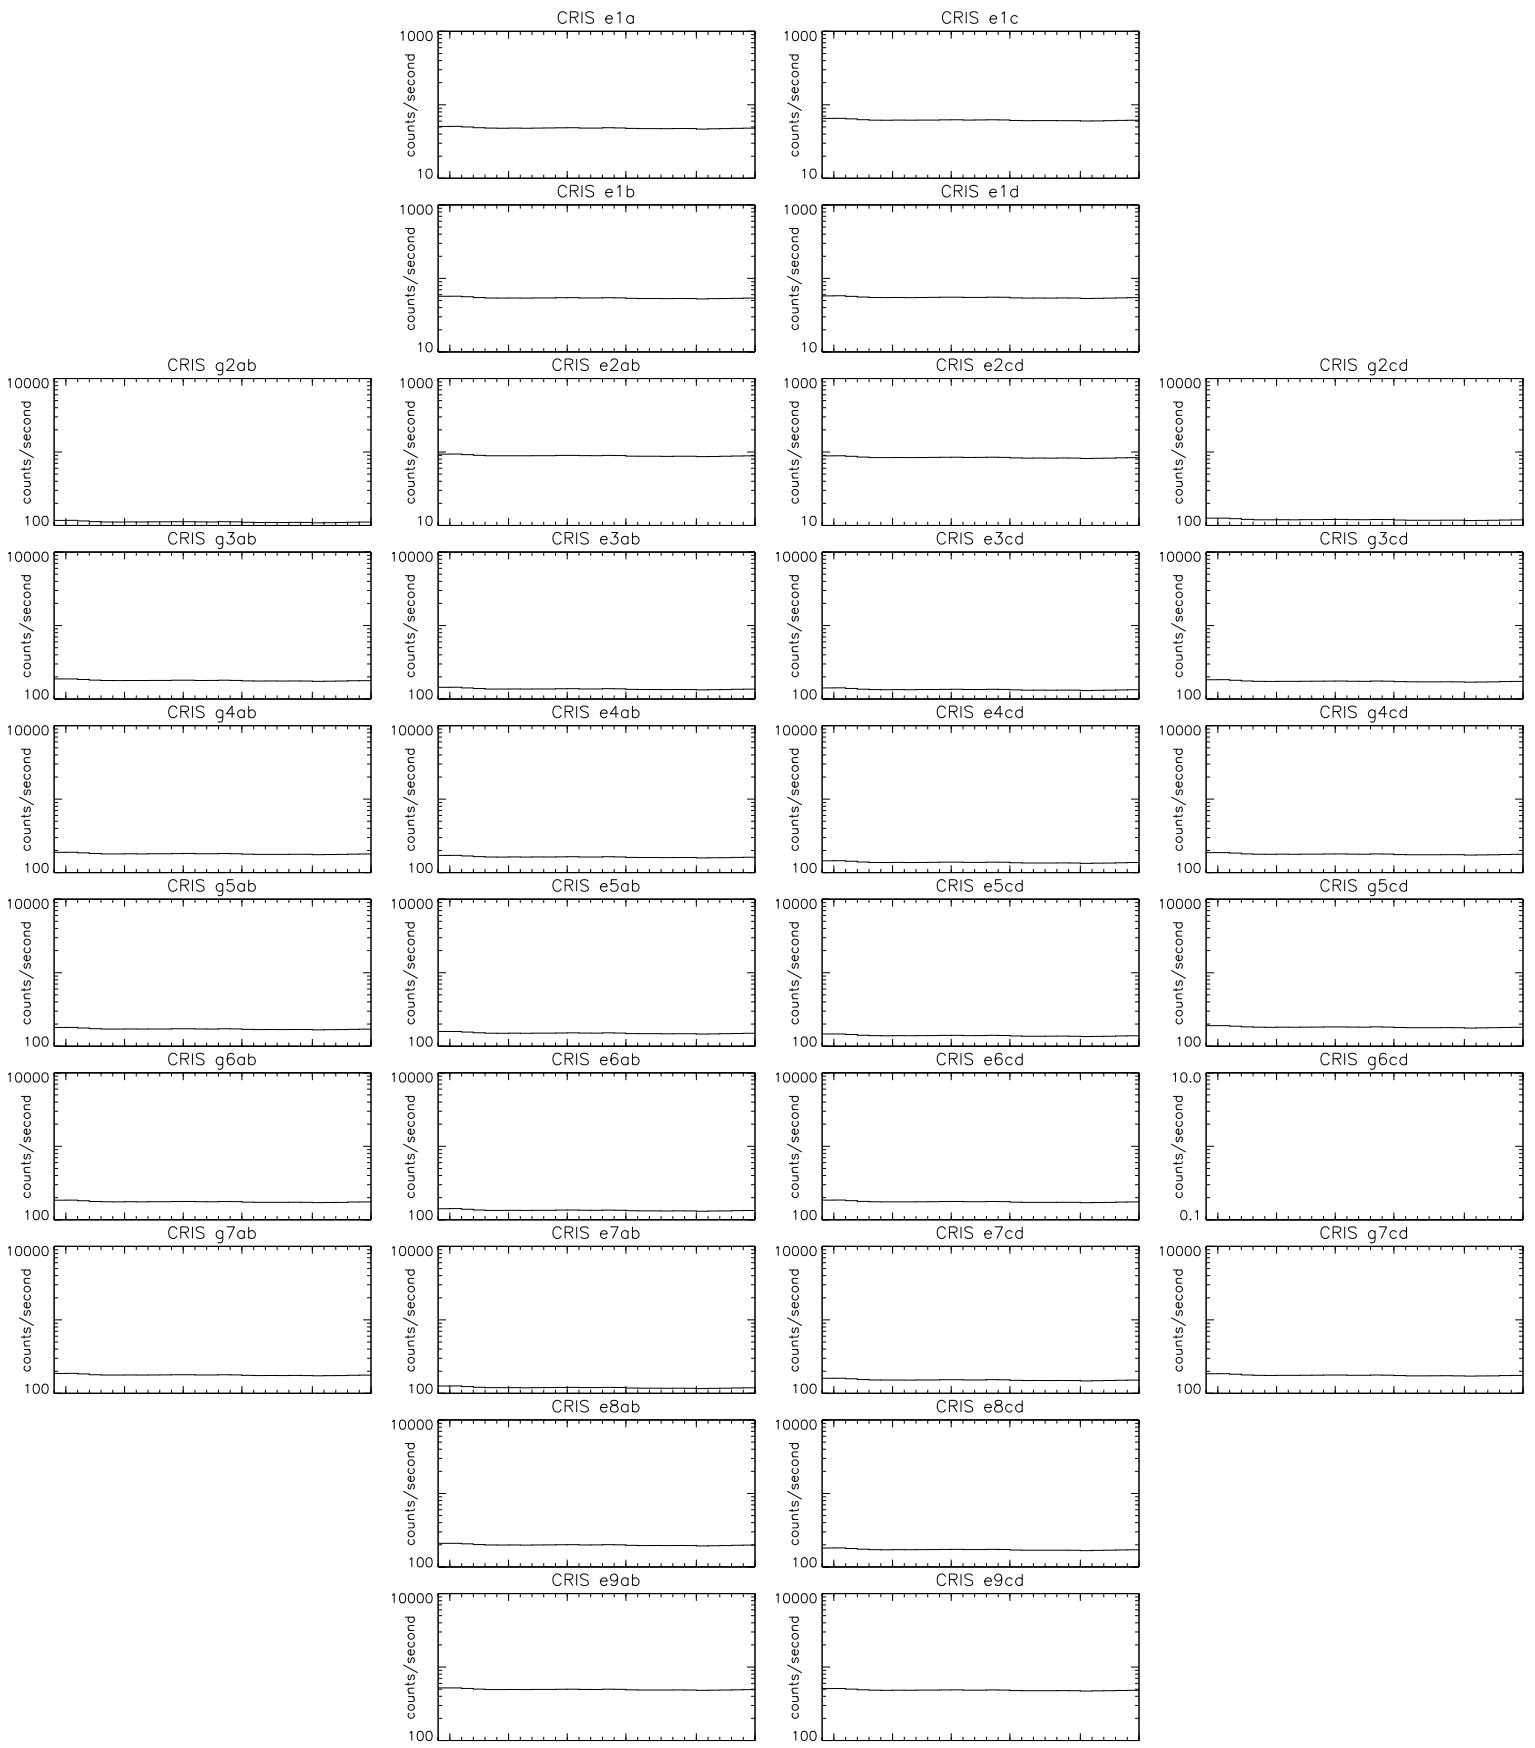 CRIS e1a
1000
counts/second
10
CRIS e1c
1000
counts/second
10
CRIS e1b
1000
counts/second
10
CRIS e1d
1000
counts/second
10
CRIS g2ab
10000
counts/second
100
CRIS e2ab
1000
counts/second
10
CRIS e2cd
1000
counts/second
10
CRIS g2cd
10000
counts/second
100
CRIS g3ab
10000
counts/second
100
CRIS e3ab
10000
counts/second
100
CRIS e3cd
10000
counts/second
100
CRIS g3cd
10000
counts/second
100
CRIS g4ab
10000
counts/second
100
CRIS e4ab
10000
counts/second
100
CRIS e4cd
10000
counts/second
100
CRIS g4cd
10000
counts/second
100
CRIS g5ab
10000
counts/second
100
CRIS e5ab
10000
counts/second
100
CRIS e5cd
10000
counts/second
100
CRIS g5cd
10000
counts/second
100
CRIS g6ab
10000
counts/second
100
CRIS e6ab
10000
counts/second
100
CRIS e6cd
10000
counts/second
100
CRIS g6cd
10.0
counts/second
0.1
CRIS g7ab
10000
counts/second
100
CRIS e7ab
10000
counts/second
100
CRIS e7cd
10000
counts/second
100
CRIS g7cd
10000
counts/second
100
CRIS e8ab
10000
counts/second
100
CRIS e8cd
10000
counts/second
100
CRIS e9ab
10000
counts/second
100
CRIS e9cd
10000
counts/second
100